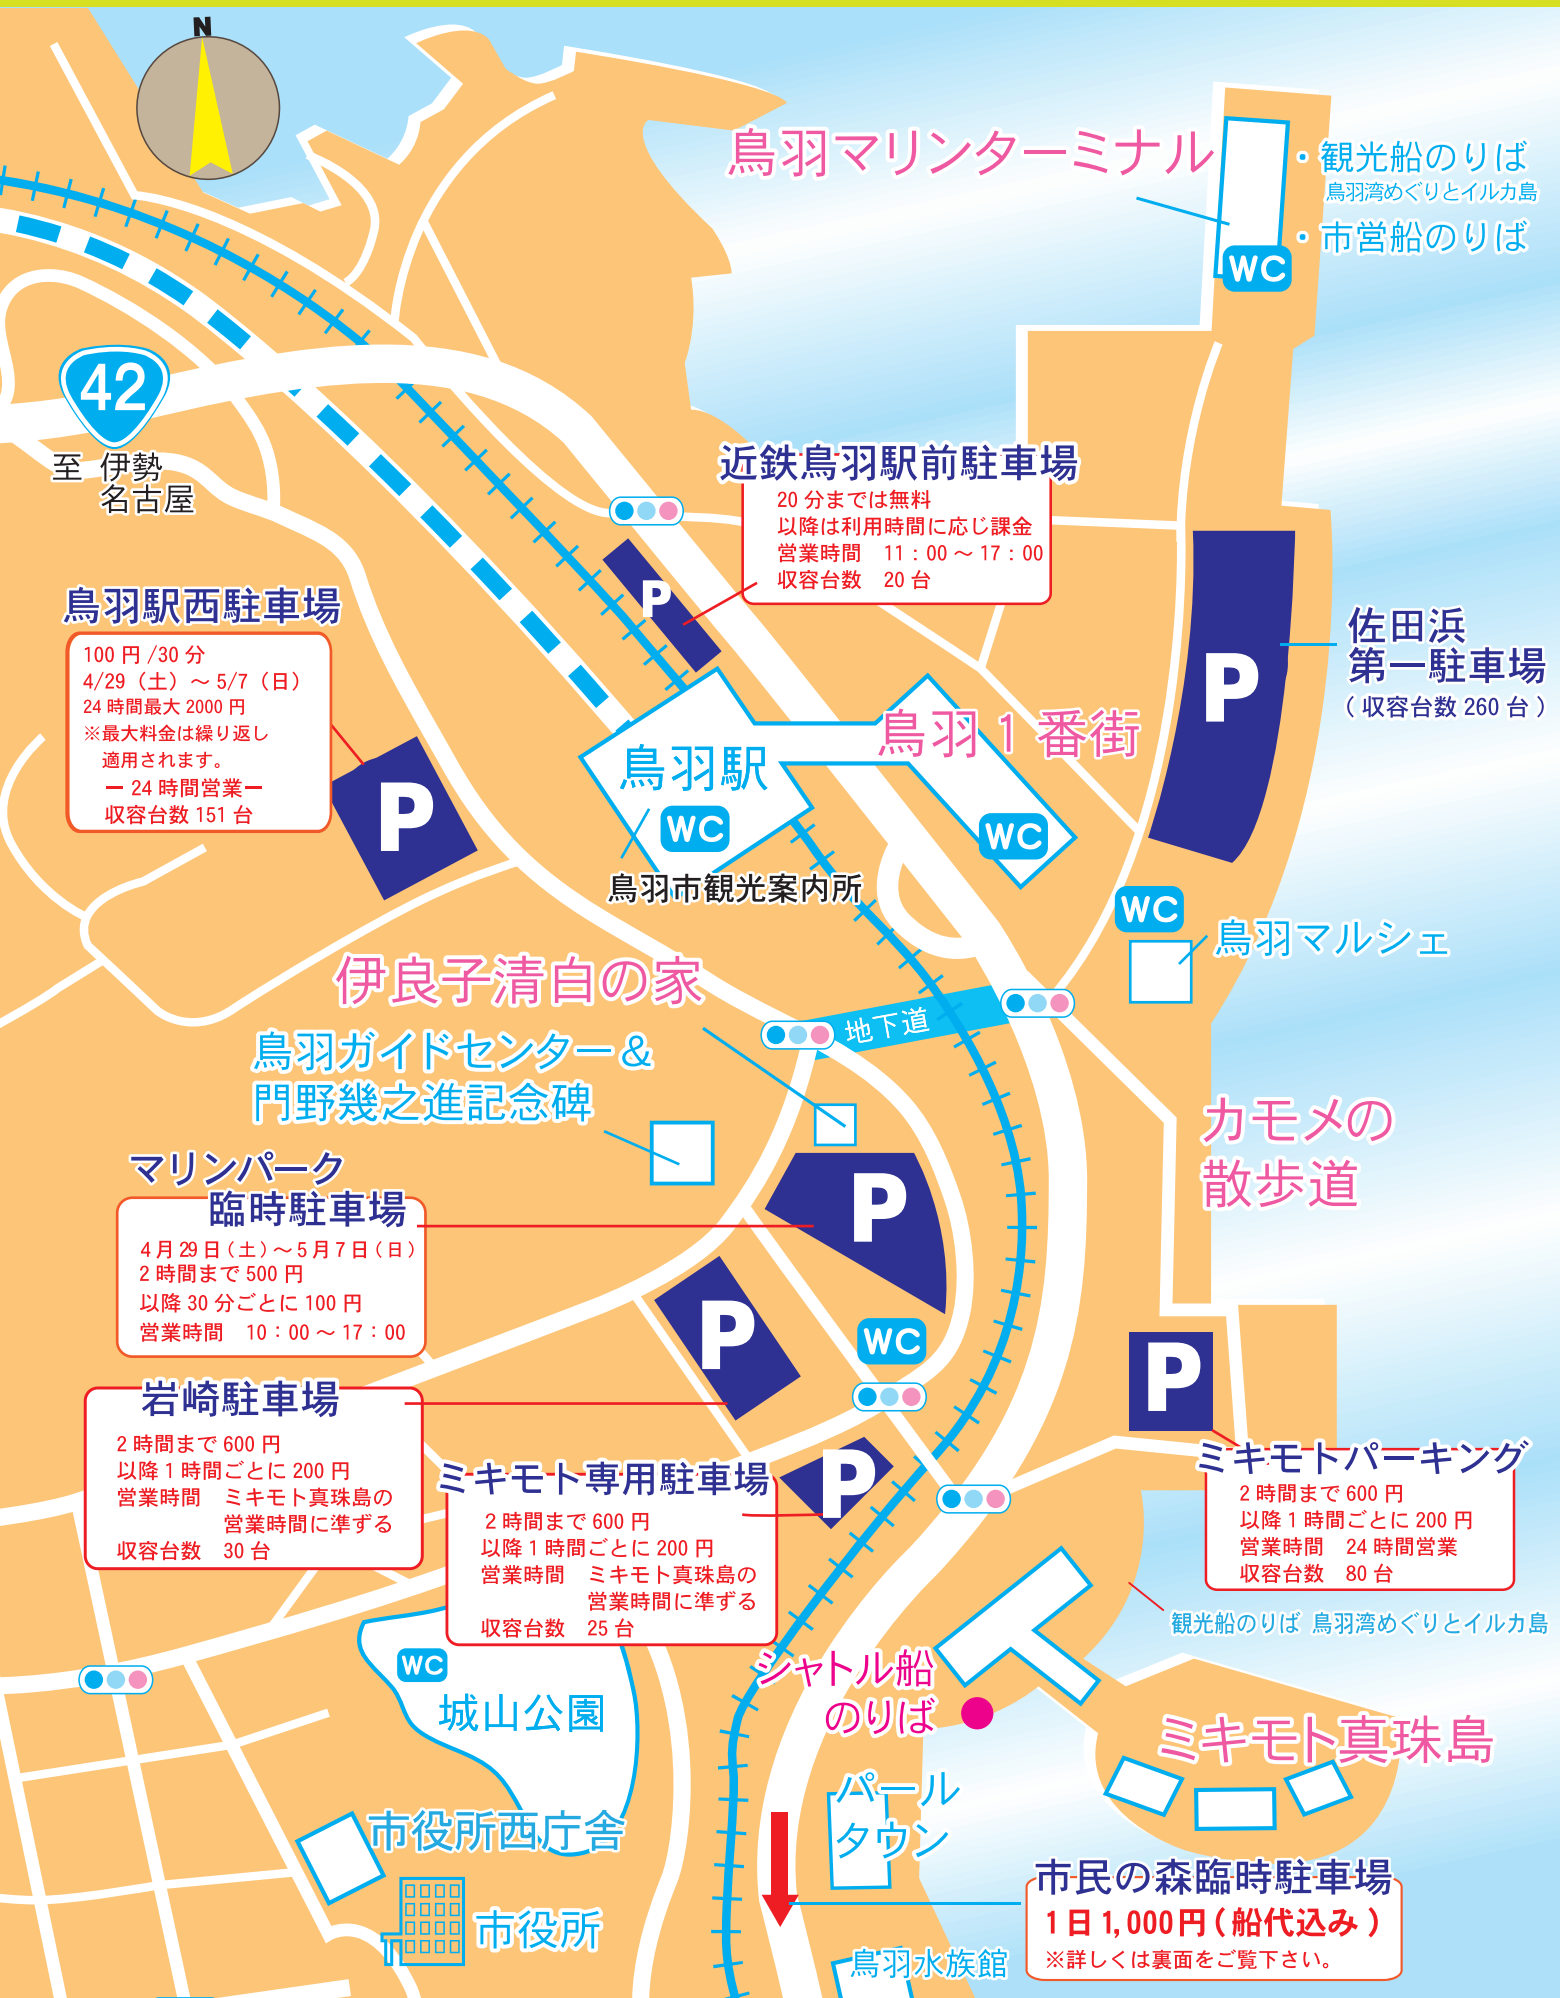 N
鳥羽マリンターミナル
・観光船のりば
鳥羽湾めぐりとイルカ島
・市営船のりば
WC
42
至 伊勢
名古屋
近鉄鳥羽駅前駐車場
20分までは無料
以降は利用時間に応じ課金
営業時間 11：00～17：00
収容台数 20台
P
鳥羽駅西駐車場
100円/30分
4/29（土）～5/7（日）
24時間最大2000円
※最大料金は繰り返し
適用されます。
ー24時間営業ー
収容台数151台
P
佐田浜
第一駐車場
（収容台数260台）
P
鳥羽1番街
WC
鳥羽駅
WC
鳥羽市観光案内所
WC
鳥羽マルシェ
伊良子清白の家
地下道
鳥羽ガイドセンター＆
門野幾之進記念碑
カモメの
散歩道
マリンパーク
臨時駐車場
4月29日（土）～5月7日（日）
2時間まで500円
以降30分ごとに100円
営業時間 10：00～17：00
P
P
WC
P
岩崎駐車場
2時間まで600円
以降1時間ごとに200円
営業時間 ミキモト真珠島の
営業時間に準ずる
収容台数 30台
ミキモト専用駐車場
2時間まで600円
以降1時間ごとに200円
営業時間 ミキモト真珠島の
営業時間に準ずる
収容台数 25台
P
ミキモトパーキング
2時間まで600円
以降1時間ごとに200円
営業時間 24時間営業
収容台数 80台
観光船のりば 鳥羽湾めぐりとイルカ島
シャトル船
のりば
WC
城山公園
ミキモト真珠島
パール
タウン
市役所西庁舎
市役所
市民の森臨時駐車場
1日1,000円（船代込み）
※詳しくは裏面をご覧下さい。
鳥羽水族館